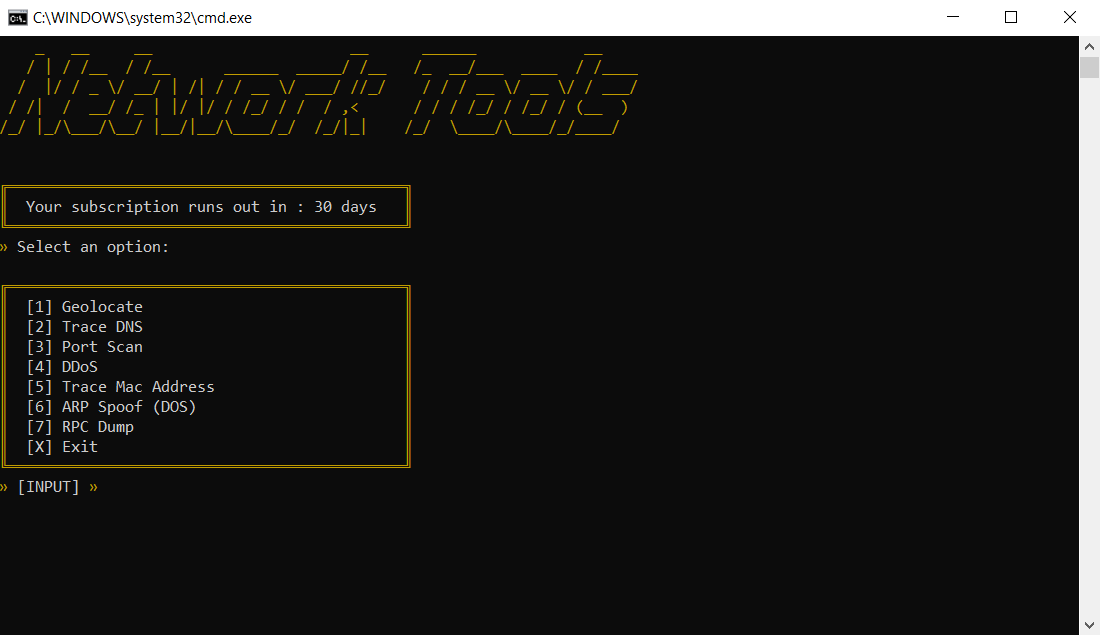 C:\WINDOWS\system32\cmd.exe
Network Tools
Your subscription runs out in : 30 days
» Select an option:
[1] Geolocate
[2] Trace DNS
[3] Port Scan
[4] DDoS
[5] Trace Mac Address
[6] ARP Spoof (DOS)
[7] RPC Dump
[X] Exit
» [INPUT] »